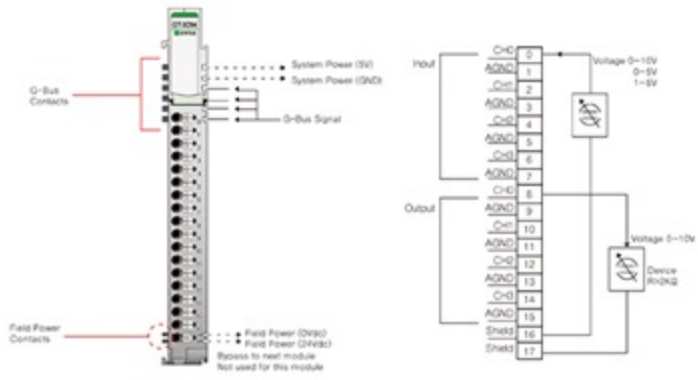 System Power (5V)
System Power (GND)
G-Bus
Contacts
G-Bus Signal
Field Power
Contacts
Field Power (0Vdc)
Field Power (24Vdc)
Bypass to next module
Not used for this module
Input
CH0 0
AGND 1
CH1 2
AGND 3
CH2 4
AGND 5
CH3 6
AGND 7
Output
CH0 8
AGND 9
CH1 10
AGND 11
CH2 12
AGND 13
CH3 14
AGND 15
Shield 16
Shield 17
Voltage 0~10V
0~5V
1~5V
Voltage 0~10V
Device
R>2KΩ